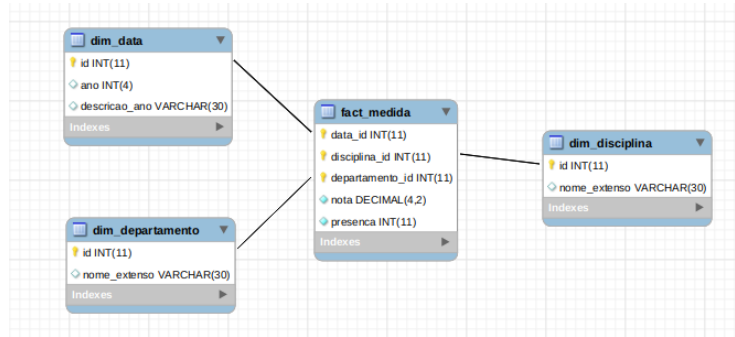 dim_data
id INT(11)
ano INT(4)
descricao_ano VARCHAR(30)
Indexes
fact_medida
data_id INT(11)
disciplina_id INT(11)
departamento_id INT(11)
nota DECIMAL(4,2)
presenca INT(11)
Indexes
dim_disciplina
id INT(11)
nome_extenso VARCHAR(30)
Indexes
dim_departamento
id INT(11)
nome_extenso VARCHAR(30)
Indexes